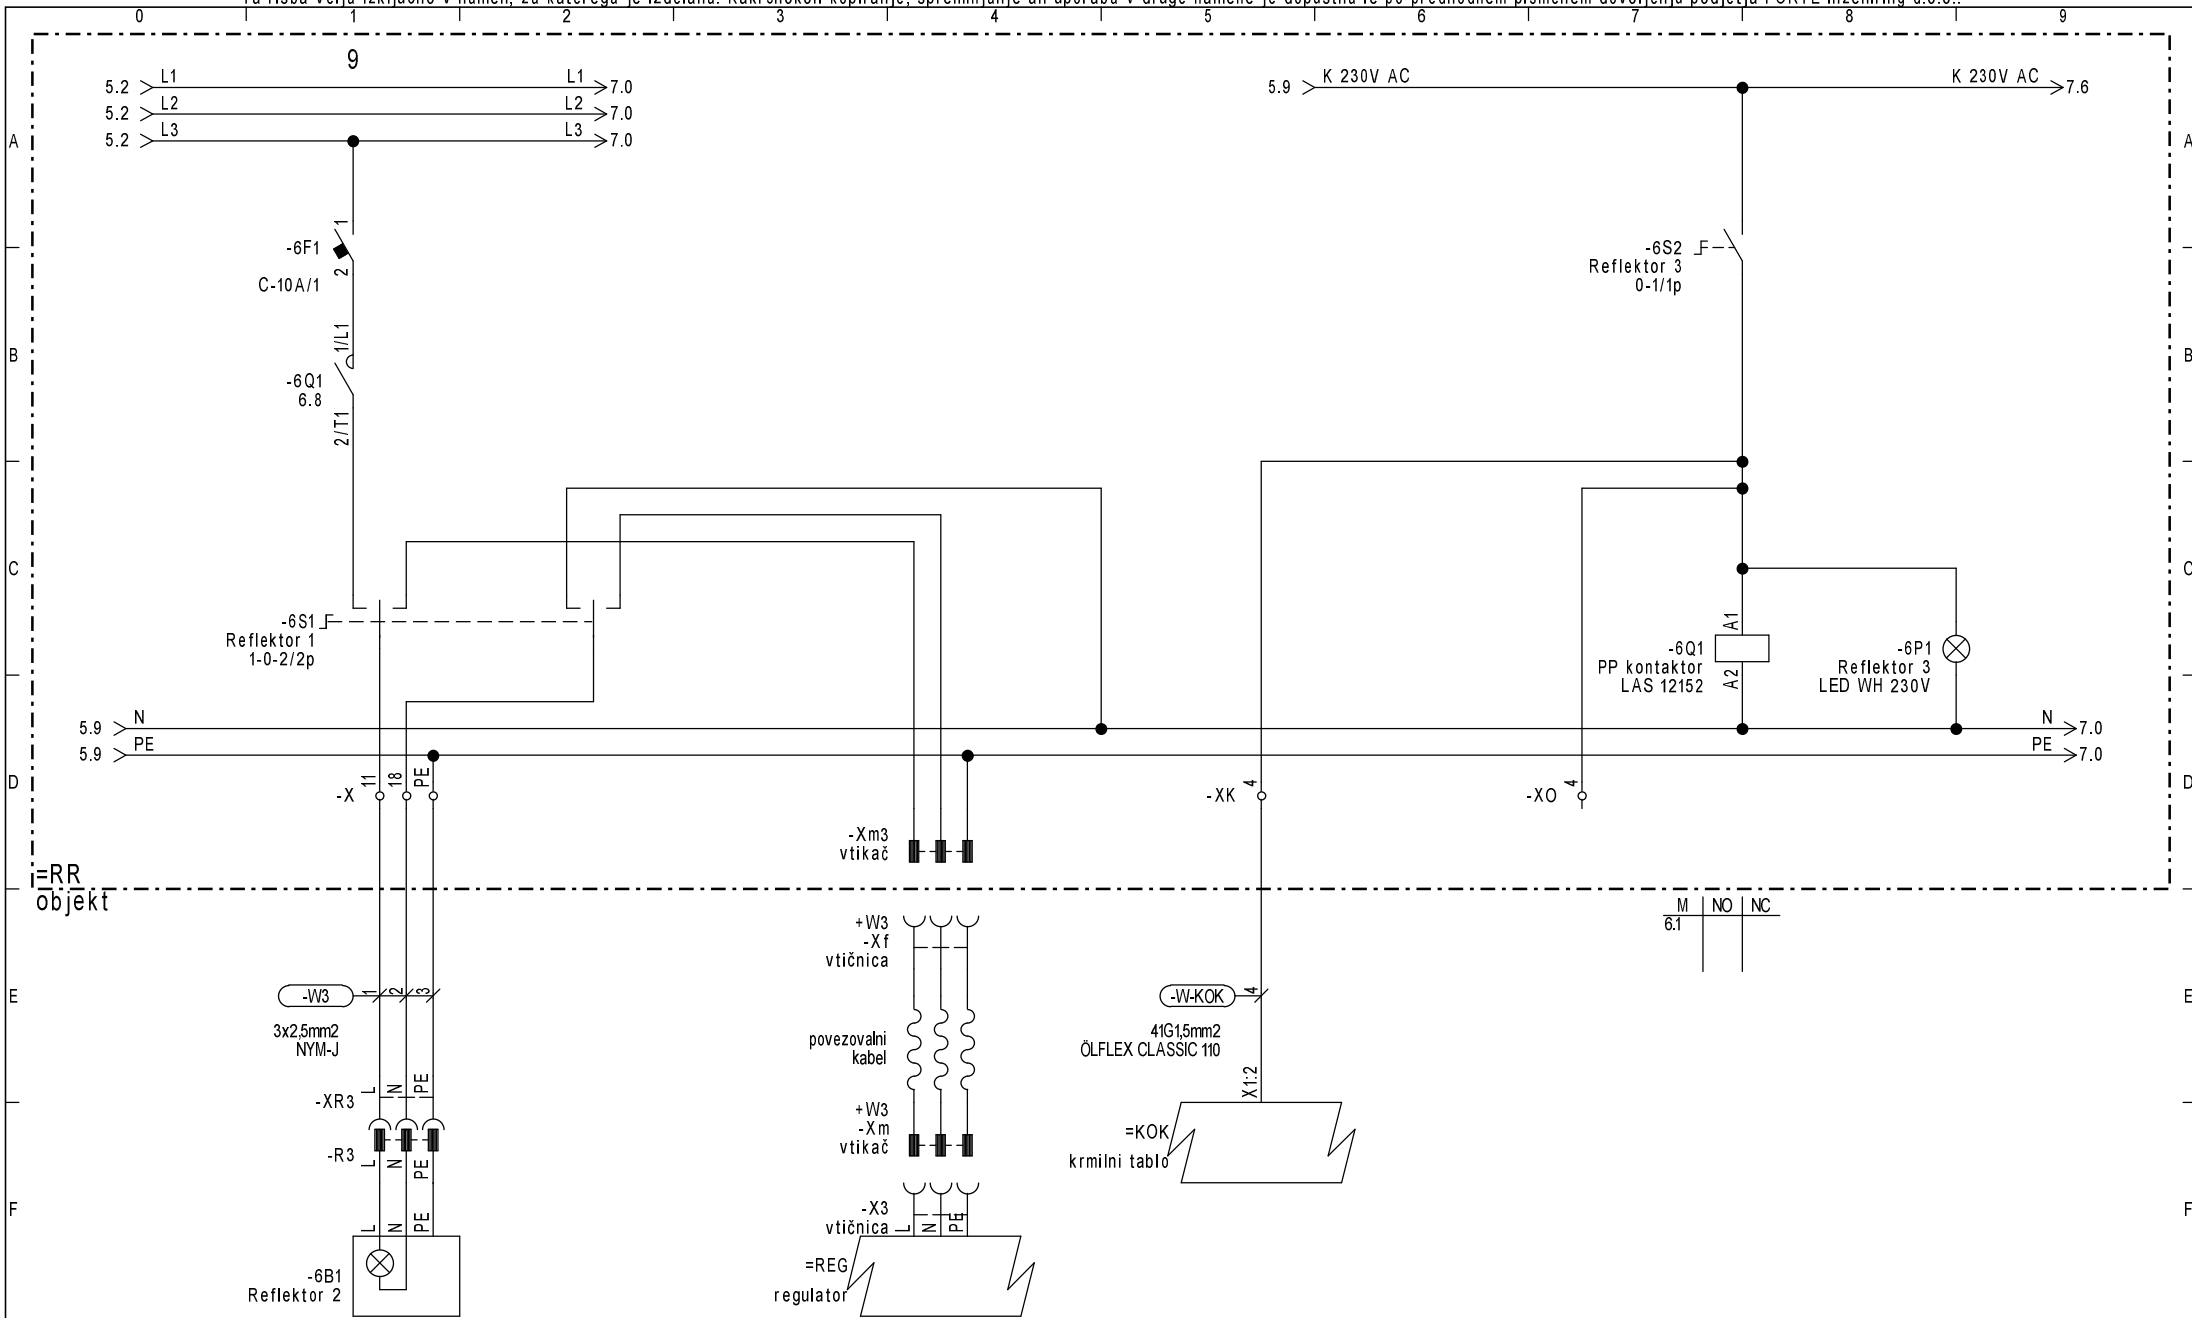 0 2 3 4 5 6 7 8 9
9
5.2 L1 L1 7.0
5.2 L2 L2 7.0
5.2 L3 L3 7.0
5.9 K 230V AC K 230V AC 7.6
A A
1
-6F1
2
C-10A/1
-6S2
Reflektor 3
0-1/1p
1/L1
B B
-6Q1
6.8
2/T1
C C
-6S1
Reflektor 1
1-0-2/2p
A1
-6Q1
PP kontaktor
LAS 12152
A2
-6P1
Reflektor 3
LED WH 230V
5.9 N N 7.0
5.9 PE PE 7.0
D D
-X 11 18 PE
-XK 4
-XO 4
-Xm3
vtikač
=RR
objekt
+W3
-Xf
vtičnica
M NO NC
6.1
E E
-W3 1 2 3
3x2,5mm2
NYM-J
povezovalni
kabel
-W-KOK 4
41G1,5mm2
ÖLFLEX CLASSIC 110
X1:2
-XR3 L N PE
+W3
-Xm
vtikač
=KOK
krmilni tablo
-R3 L N PE
F F
-X3
vtičnica L N PE
L N PE
-6B1
Reflektor 2
=REG
regulator